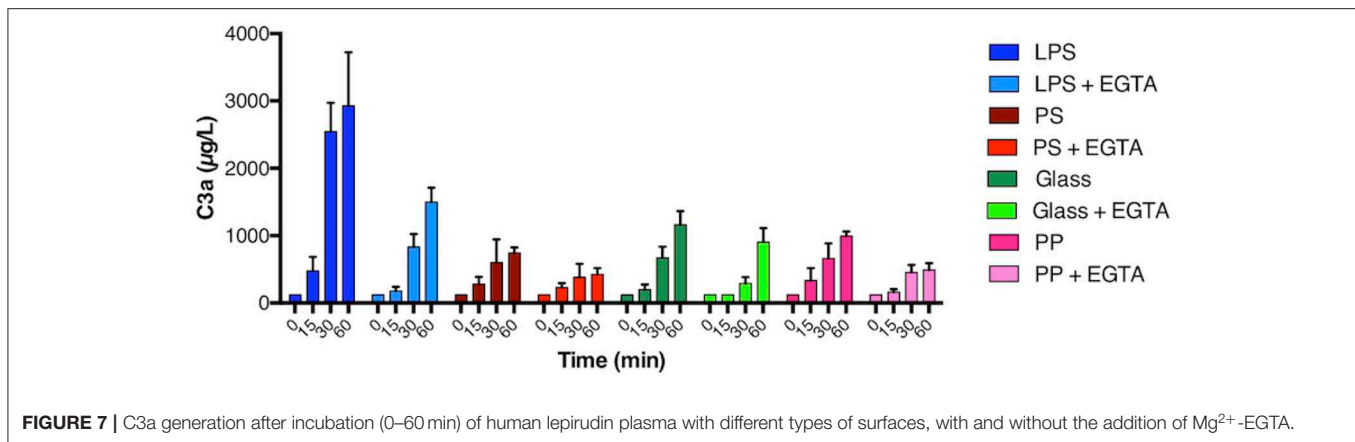 4000
3000
2000
1000
0
C3a (µg/L)
0 15 30 60 0 15 30 60 0 15 30 60 0 15 30 60 0 15 30 60 0 15 30 60 0 15 30 60 0 15 30 60
Time (min)
LPS
LPS + EGTA
PS
PS + EGTA
Glass
Glass + EGTA
PP
PP + EGTA
FIGURE 7 | C3a generation after incubation (0–60 min) of human lepirudin plasma with different types of surfaces, with and without the addition of Mg²⁺-EGTA.